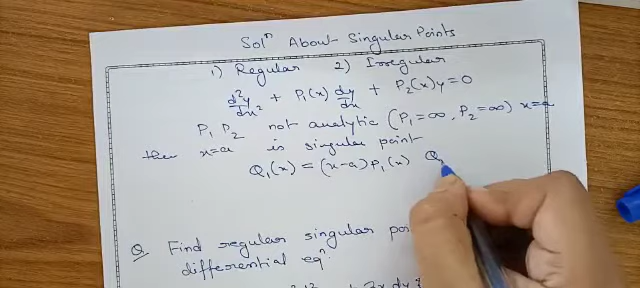 Solⁿ About Singular Points
1) Regular 2) Irregular
d²y/dx² + P₁(x) dy/dx + P₂(x)y = 0
P₁ P₂ not analytic (P₁ = ∞, P₂ = ∞) x = a
then x = a is singular point
Q₁(x) = (x-a) P₁(x) Q
Q Find regular singular po
differential eqⁿ.